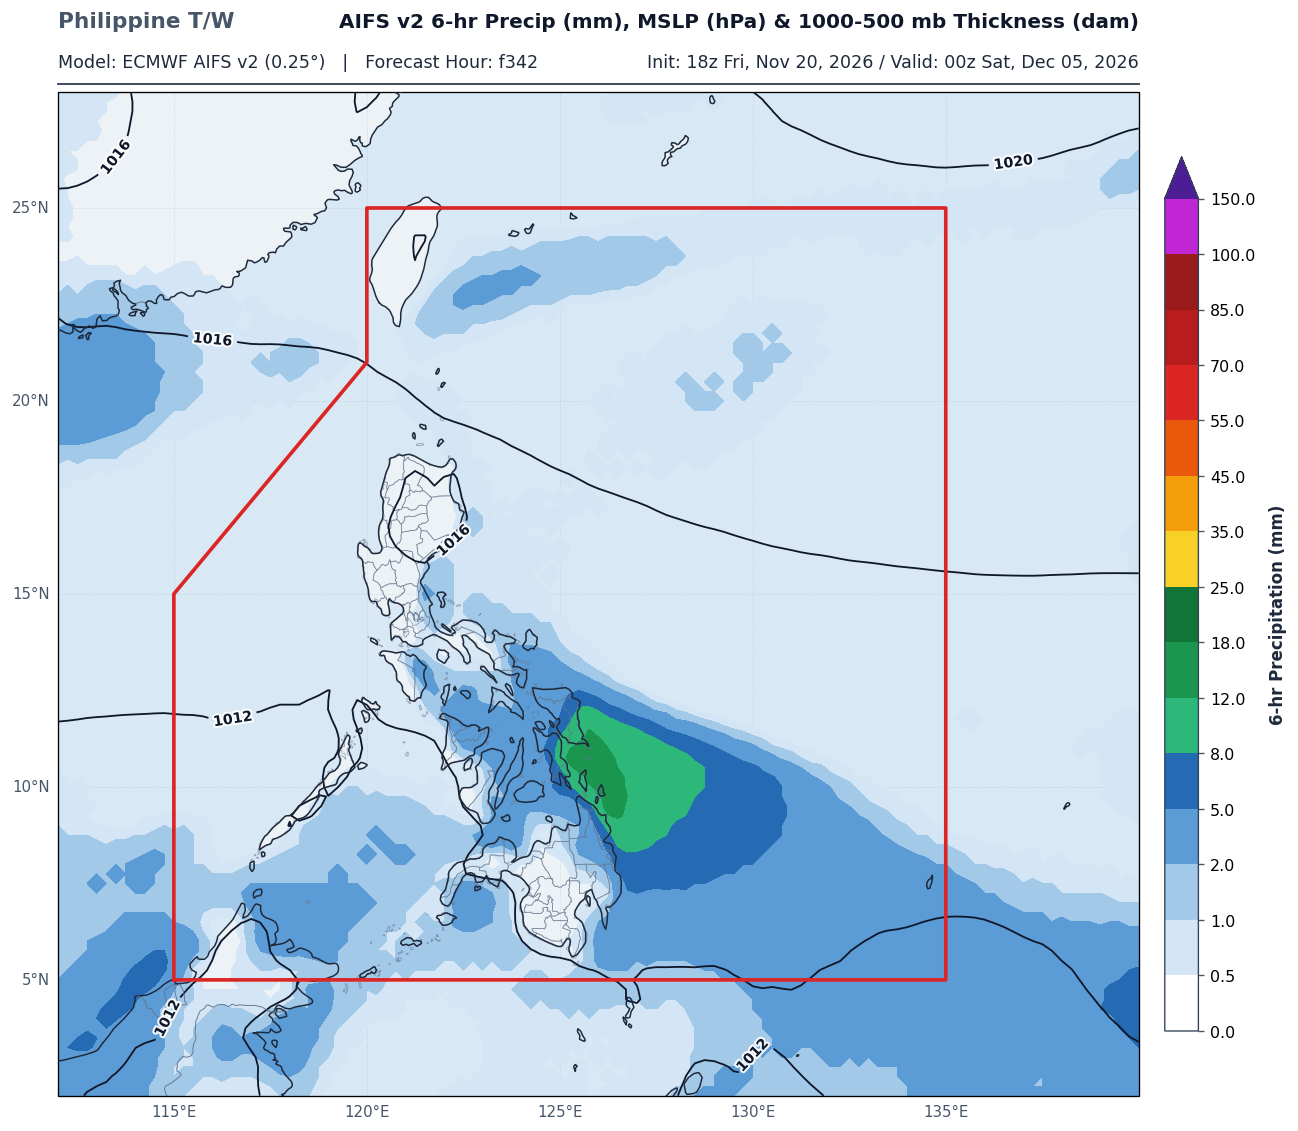 Philippine T/W
AIFS v2 6-hr Precip (mm), MSLP (hPa) & 1000-500 mb Thickness (dam)
Model: ECMWF AIFS v2 (0.25°) | Forecast Hour: f342
Init: 18z Fri, Nov 20, 2026 / Valid: 00z Sat, Dec 05, 2026
1016
1020
1016
1016
1012
1012
1012
25°N
20°N
15°N
10°N
5°N
115°E
120°E
125°E
130°E
135°E
150.0
100.0
85.0
70.0
55.0
45.0
35.0
25.0
18.0
12.0
8.0
5.0
2.0
1.0
0.5
0.0
6-hr Precipitation (mm)